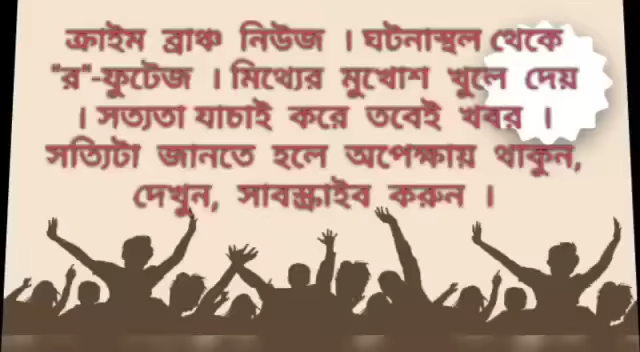 ক্রাইম ব্রাঞ্চ নিউজ । ঘটনাস্থল থেকে
"র"-ফুটেজ । মিথ্যের মুখোশ খুলে দেয়
। সত্যতা যাচাই করে তবেই খবর ।
সত্যিটা জানতে হলে অপেক্ষায় থাকুন,
দেখুন, সাবস্ক্রাইব করুন ।